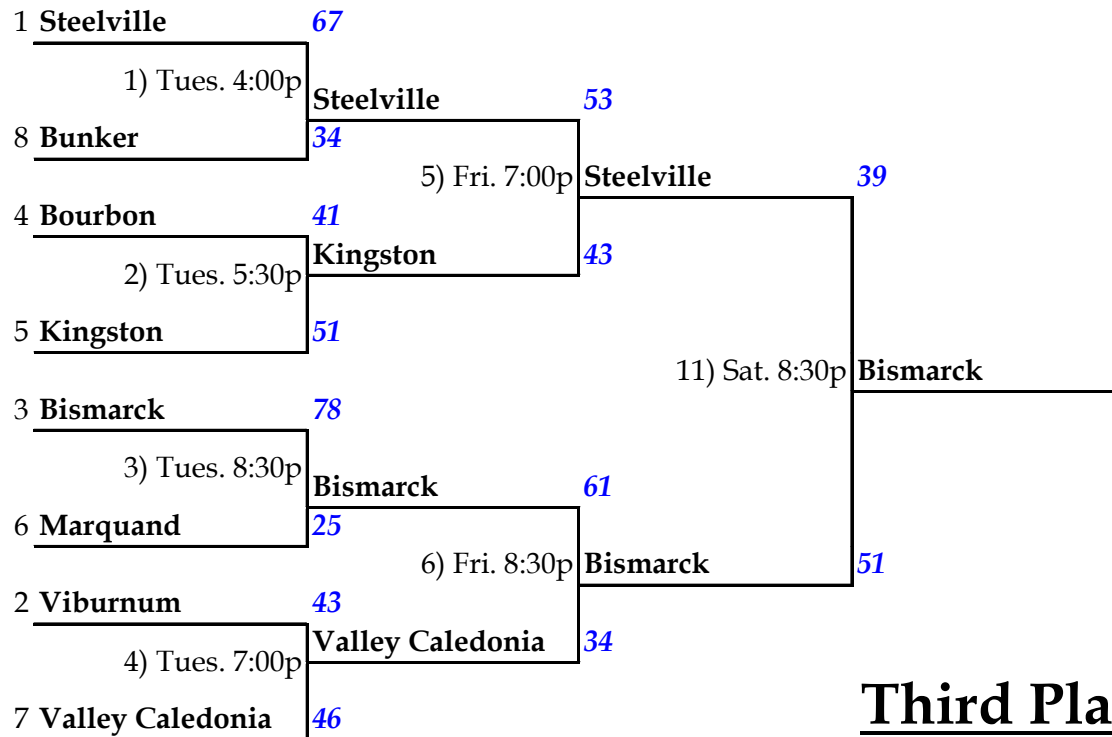 1 Steelville 67
1) Tues. 4:00p
Steelville 53
8 Bunker 34
5) Fri. 7:00p Steelville 39
4 Bourbon 41
Kingston 43
2) Tues. 5:30p
5 Kingston 51
11) Sat. 8:30p Bismarck
3 Bismarck 78
3) Tues. 8:30p
Bismarck 61
6 Marquand 25
6) Fri. 8:30p Bismarck 51
2 Viburnum 43
Valley Caledonia 34
4) Tues. 7:00p
7 Valley Caledonia 46
Third Pla